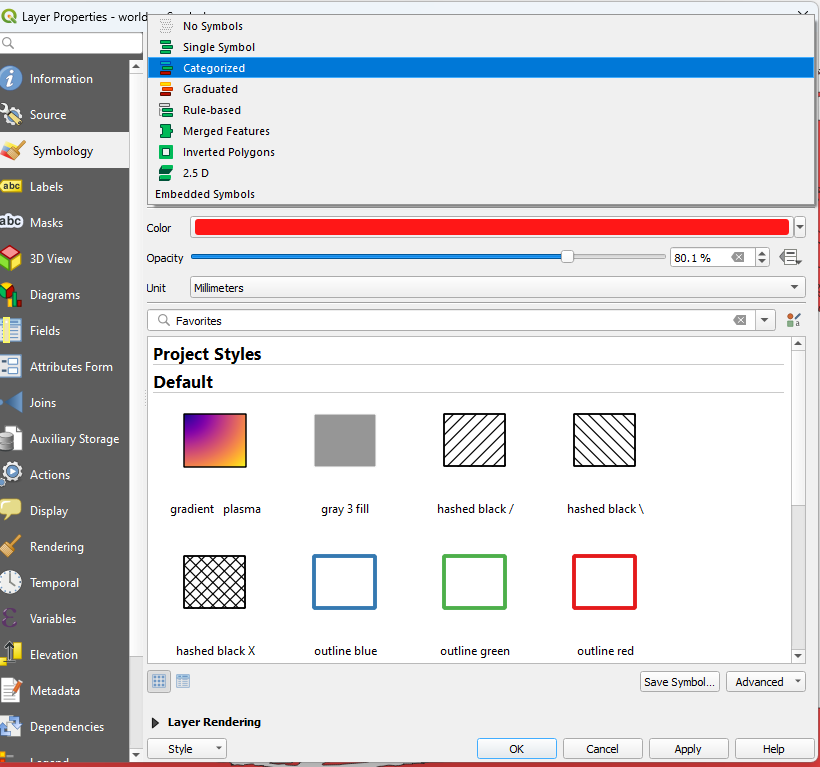 Layer Properties - world
No Symbols
Single Symbol
Categorized
Graduated
Rule-based
Merged Features
Inverted Polygons
2.5 D
Embedded Symbols
Information
Source
Symbology
abc Labels
abc Masks
3D View
Diagrams
Fields
Attributes Form
Joins
Auxiliary Storage
Actions
Display
Rendering
Temporal
Variables
Elevation
Metadata
Dependencies
Legend
Color
Opacity 80.1 %
Unit Millimeters
Favorites
Project Styles
Default
gradient plasma gray 3 fill hashed black / hashed black \
hashed black X outline blue outline green outline red
Save Symbol... Advanced
Layer Rendering
Style OK Cancel Apply Help